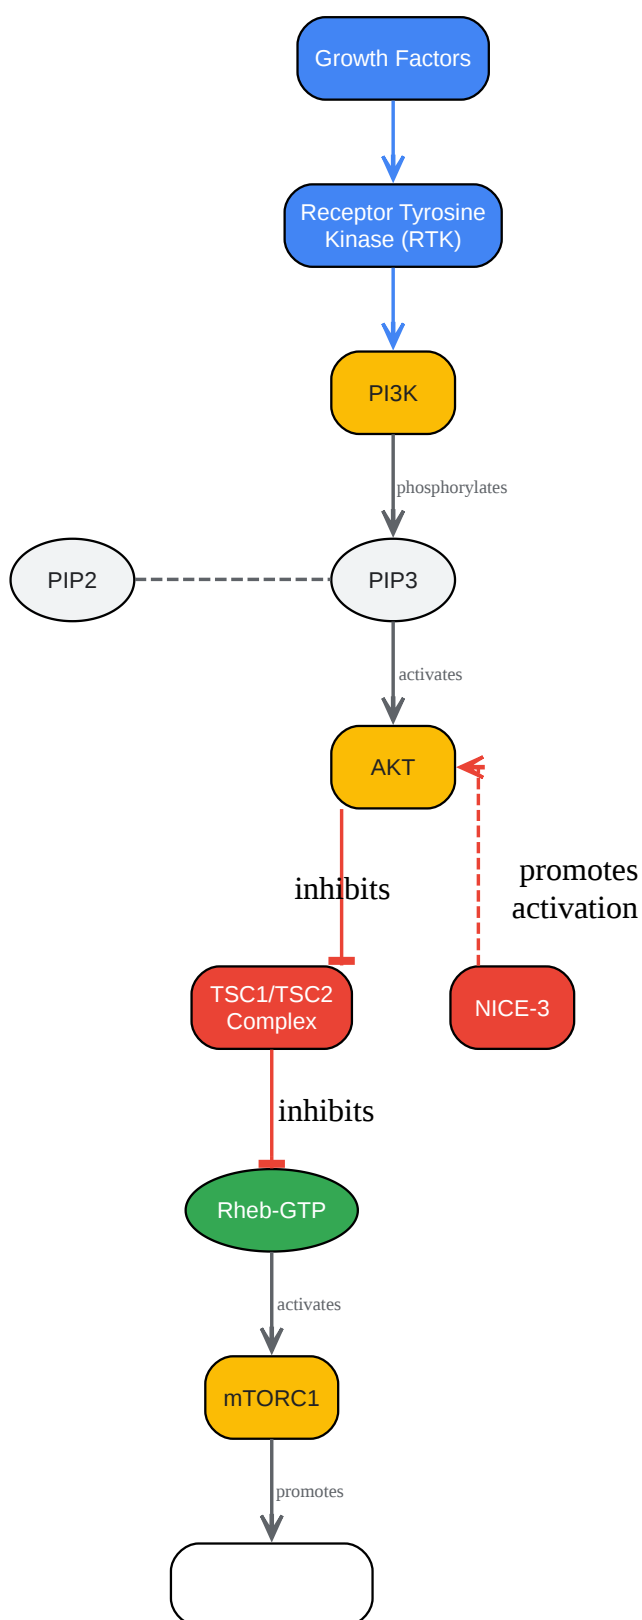 Growth Factors
Receptor Tyrosine
Kinase (RTK)
PI3K
phosphorylates
PIP2
PIP3
activates
AKT
inhibits
promotes
activation
TSC1/TSC2
Complex
NICE-3
inhibits
Rheb-GTP
activates
mTORC1
promotes